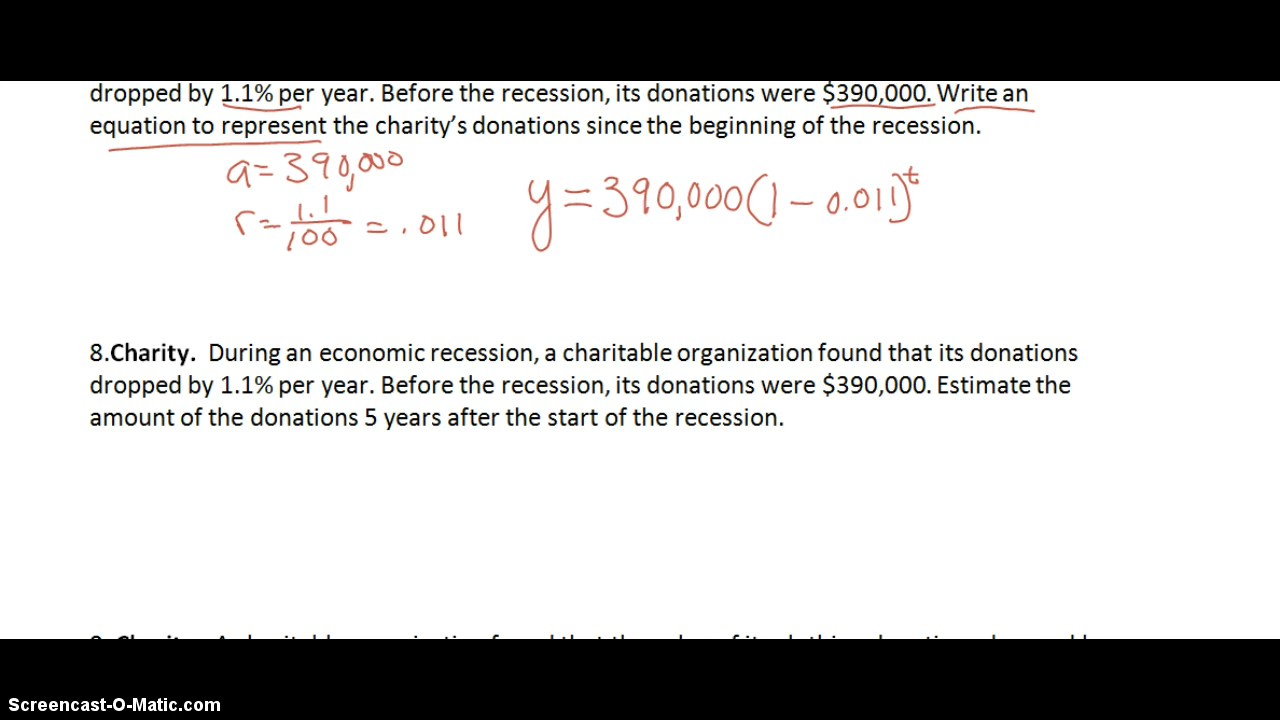 dropped by 1.1% per year. Before the recession, its donations were $390,000. Write an
equation to represent the charity's donations since the beginning of the recession.
a = 390,000
r = 1.1/100 = .011
y = 390,000(1 - 0.011)^t
8.Charity. During an economic recession, a charitable organization found that its donations
dropped by 1.1% per year. Before the recession, its donations were $390,000. Estimate the
amount of the donations 5 years after the start of the recession.
Screencast-O-Matic.com